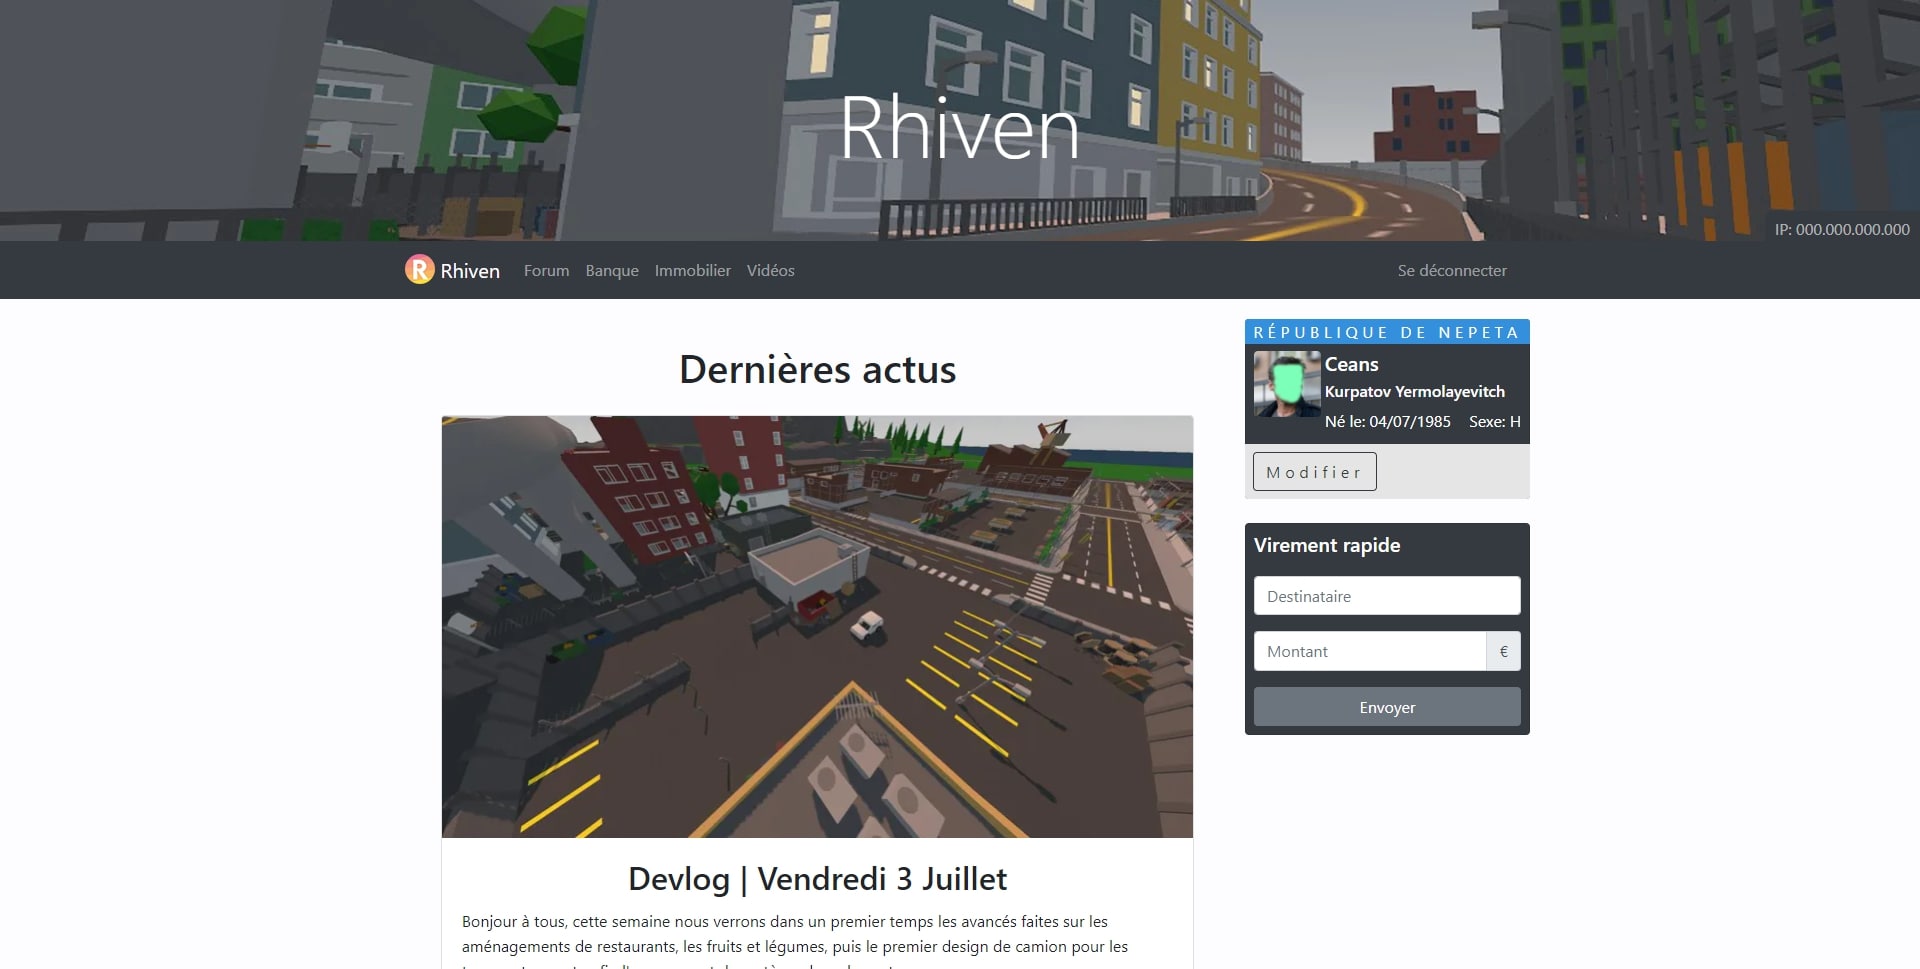 Rhiven
IP: 000.000.000.000
R Rhiven Forum Banque Immobilier Vidéos Se déconnecter
Dernières actus
Devlog | Vendredi 3 Juillet
Bonjour à tous, cette semaine nous verrons dans un premier temps les avancés faites sur les
aménagements de restaurants, les fruits et légumes, puis le premier design de camion pour les
RÉPUBLIQUE DE NEPETA
Ceans
Kurpatov Yermolayevitch
Né le: 04/07/1985 Sexe: H
Modifier
Virement rapide
Destinataire
Montant €
Envoyer